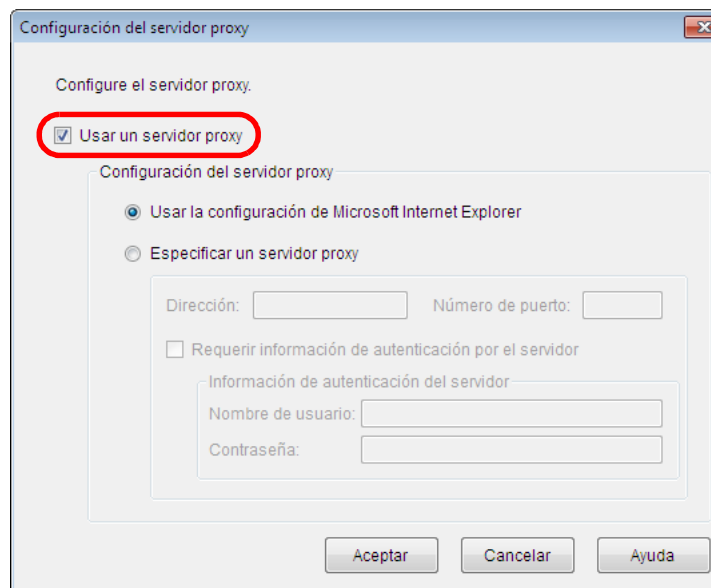 Configuración del servidor proxy
Configure el servidor proxy.
Usar un servidor proxy
Configuración del servidor proxy
Usar la configuración de Microsoft Internet Explorer
Especificar un servidor proxy
Dirección: Número de puerto:
Requerir información de autenticación por el servidor
Información de autenticación del servidor
Nombre de usuario:
Contraseña:
Aceptar Cancelar Ayuda